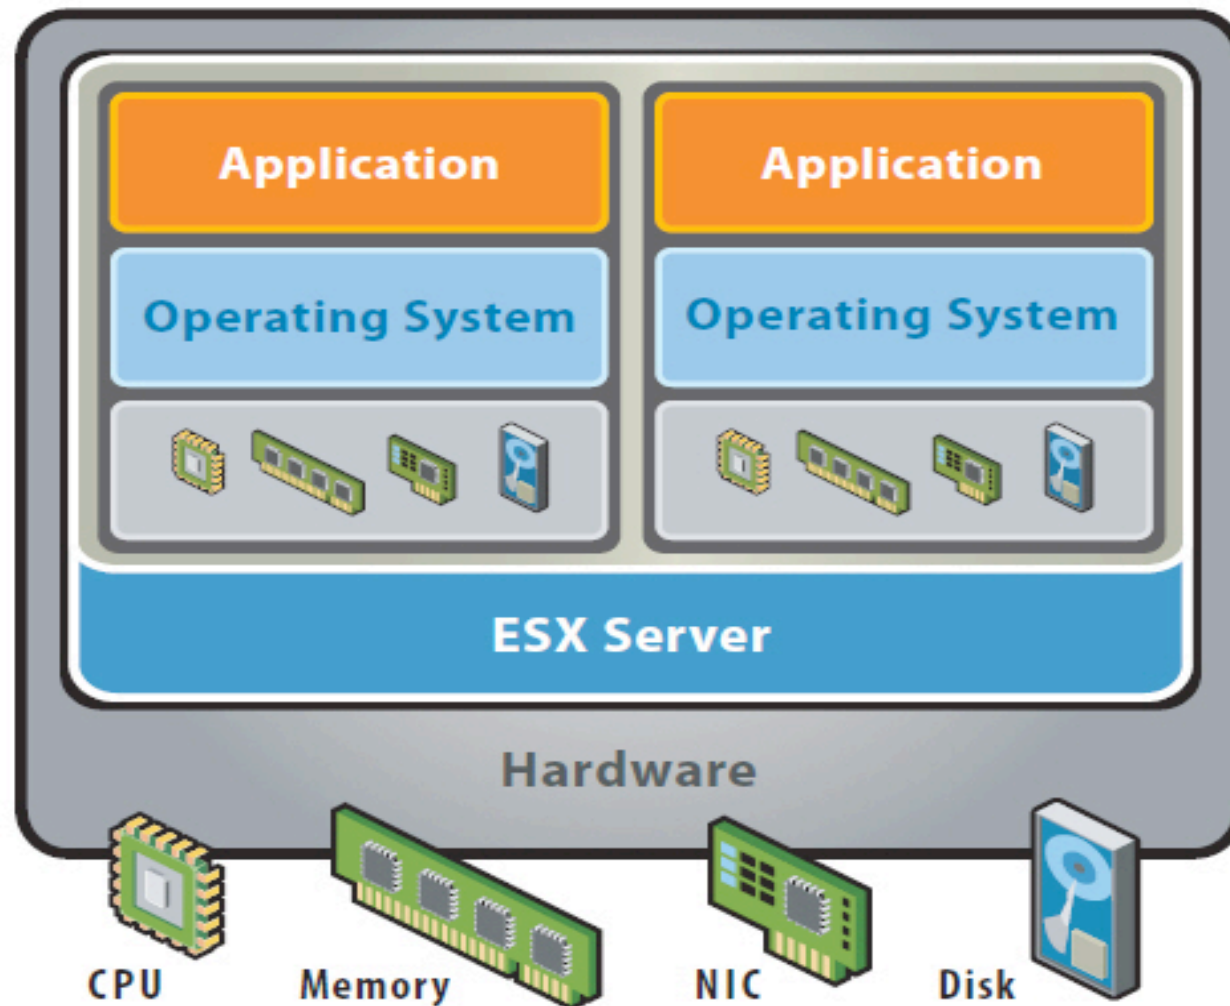 Application Application
Operating System Operating System
ESX Server
Hardware
CPU Memory NIC Disk